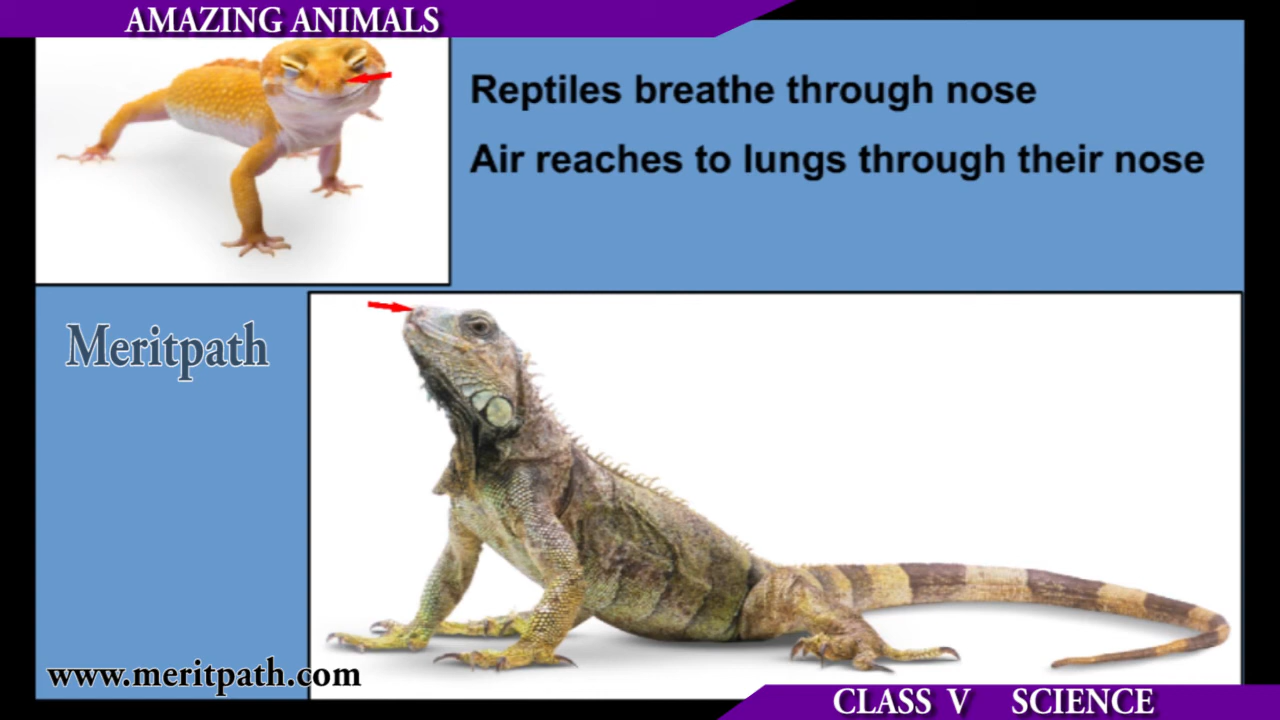 AMAZING ANIMALS
Reptiles breathe through nose
Air reaches to lungs through their nose
Meritpath
www.meritpath.com
CLASS V SCIENCE